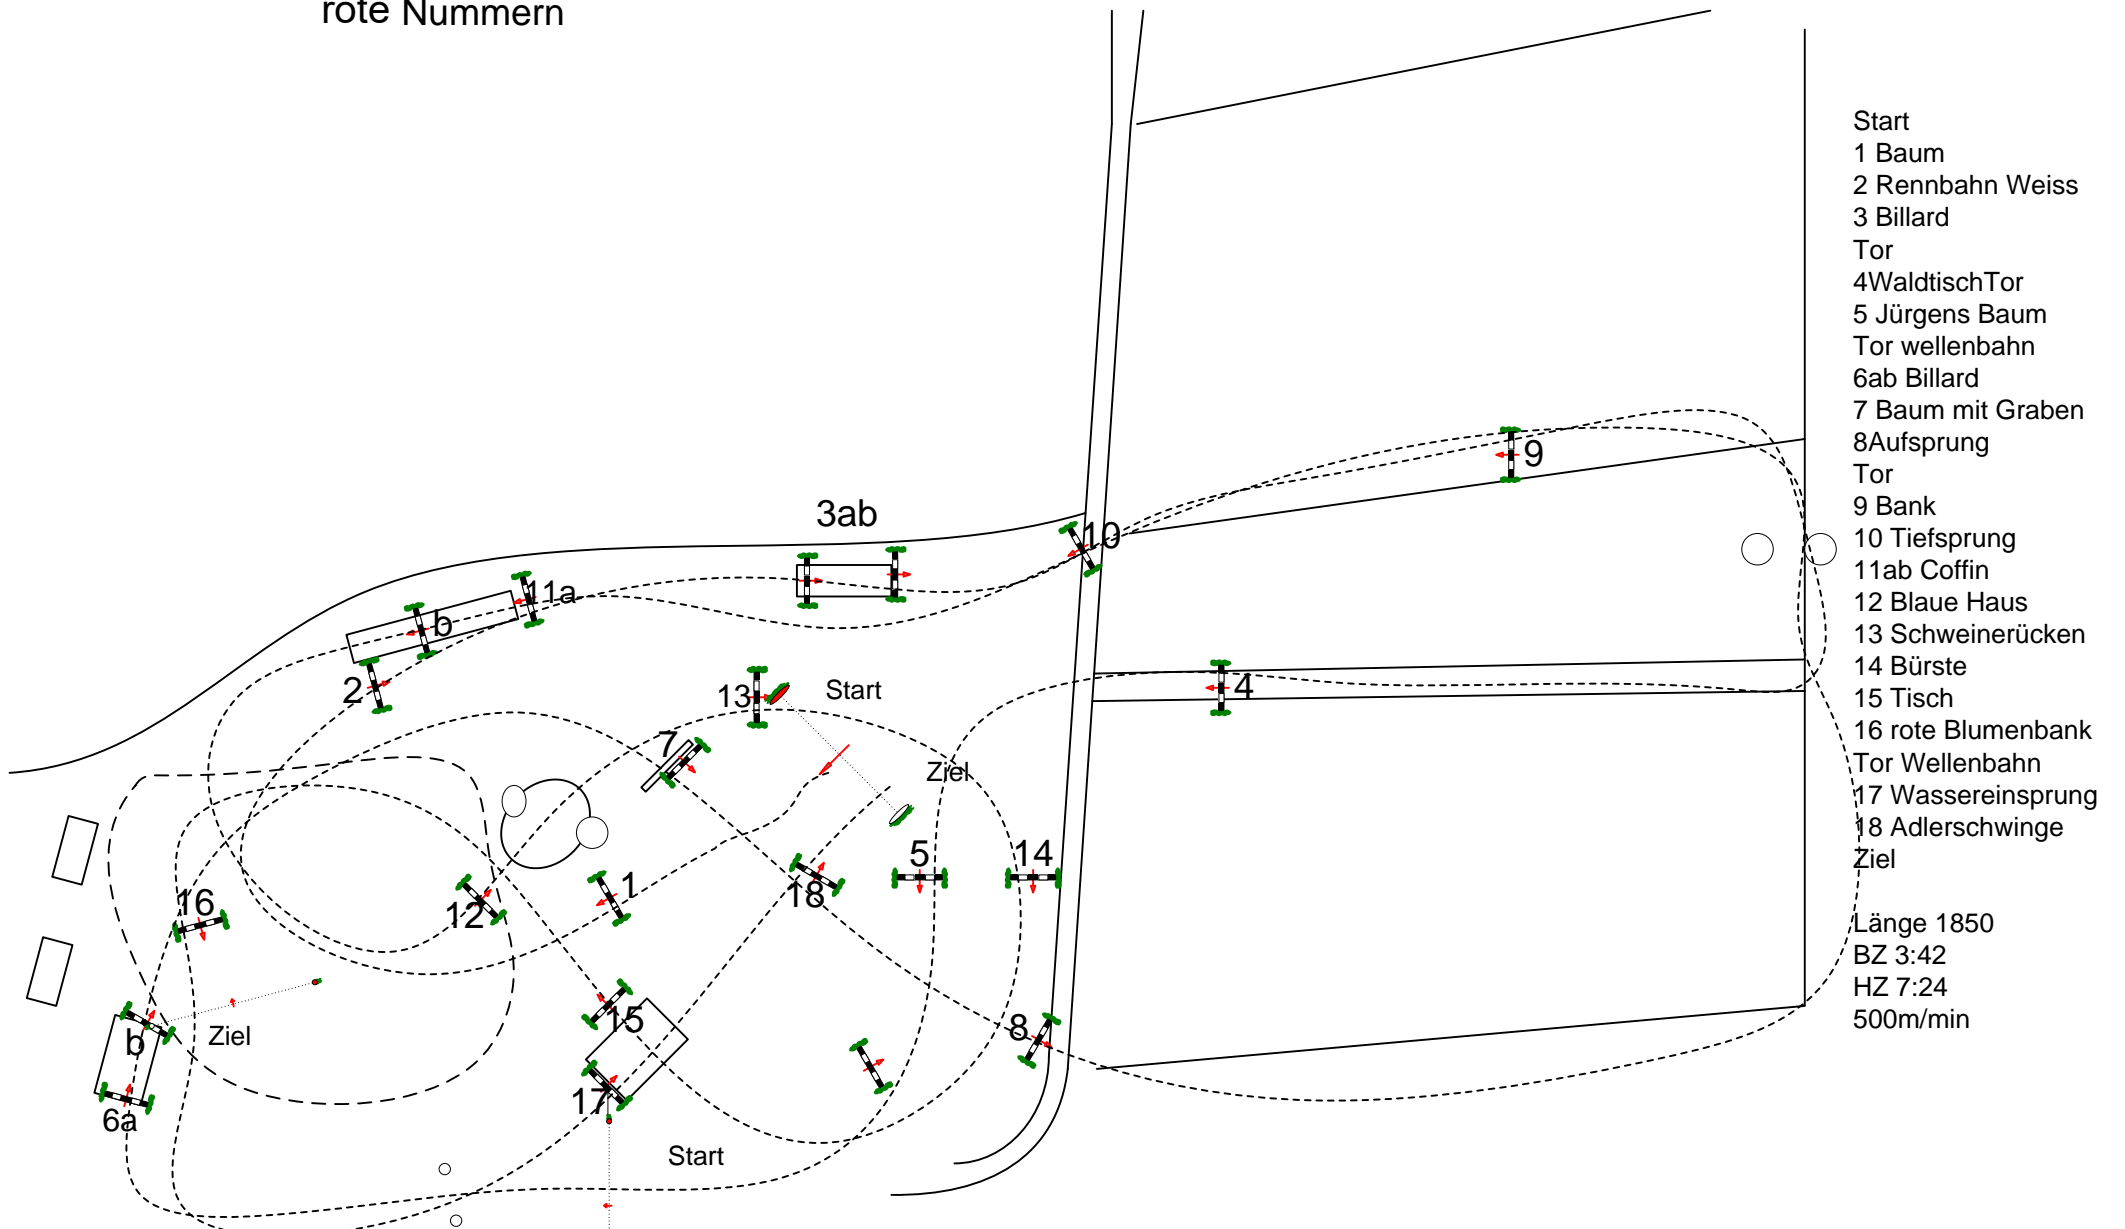 rote Nummern
3ab
10
9
11a
b
2
4
13
Start
7
Ziel
5
14
1
18
16
12
15
8
b
Ziel
17
6a
Start
Start
1 Baum
2 Rennbahn Weiss
3 Billard
Tor
4WaldtischTor
5 Jürgens Baum
Tor wellenbahn
6ab Billard
7 Baum mit Graben
8Aufsprung
Tor
9 Bank
10 Tiefsprung
11ab Coffin
12 Blaue Haus
13 Schweinerücken
14 Bürste
15 Tisch
16 rote Blumenbank
Tor Wellenbahn
17 Wassereinsprung
18 Adlerschwinge
Ziel
Länge 1850
BZ 3:42
HZ 7:24
500m/min